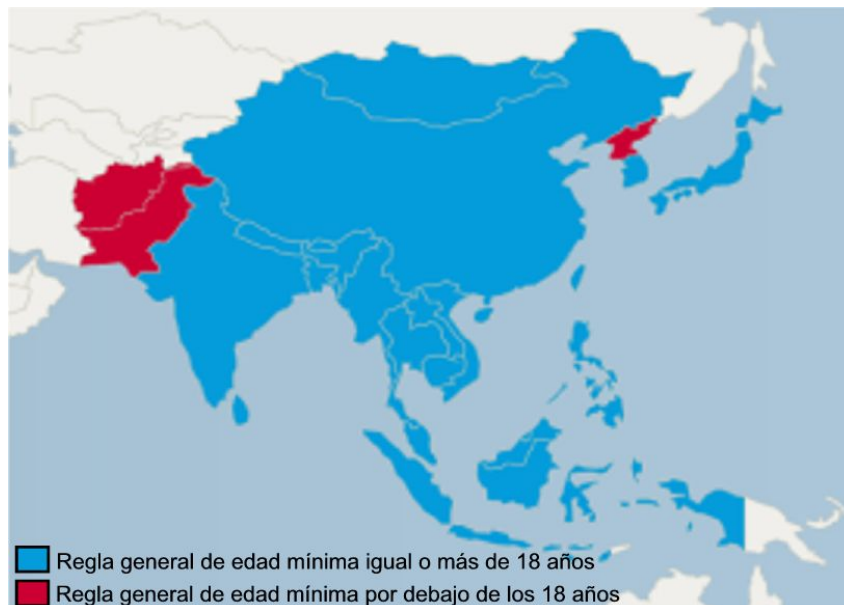 Regla general de edad mínima igual o más de 18 años
Regla general de edad mínima por debajo de los 18 años